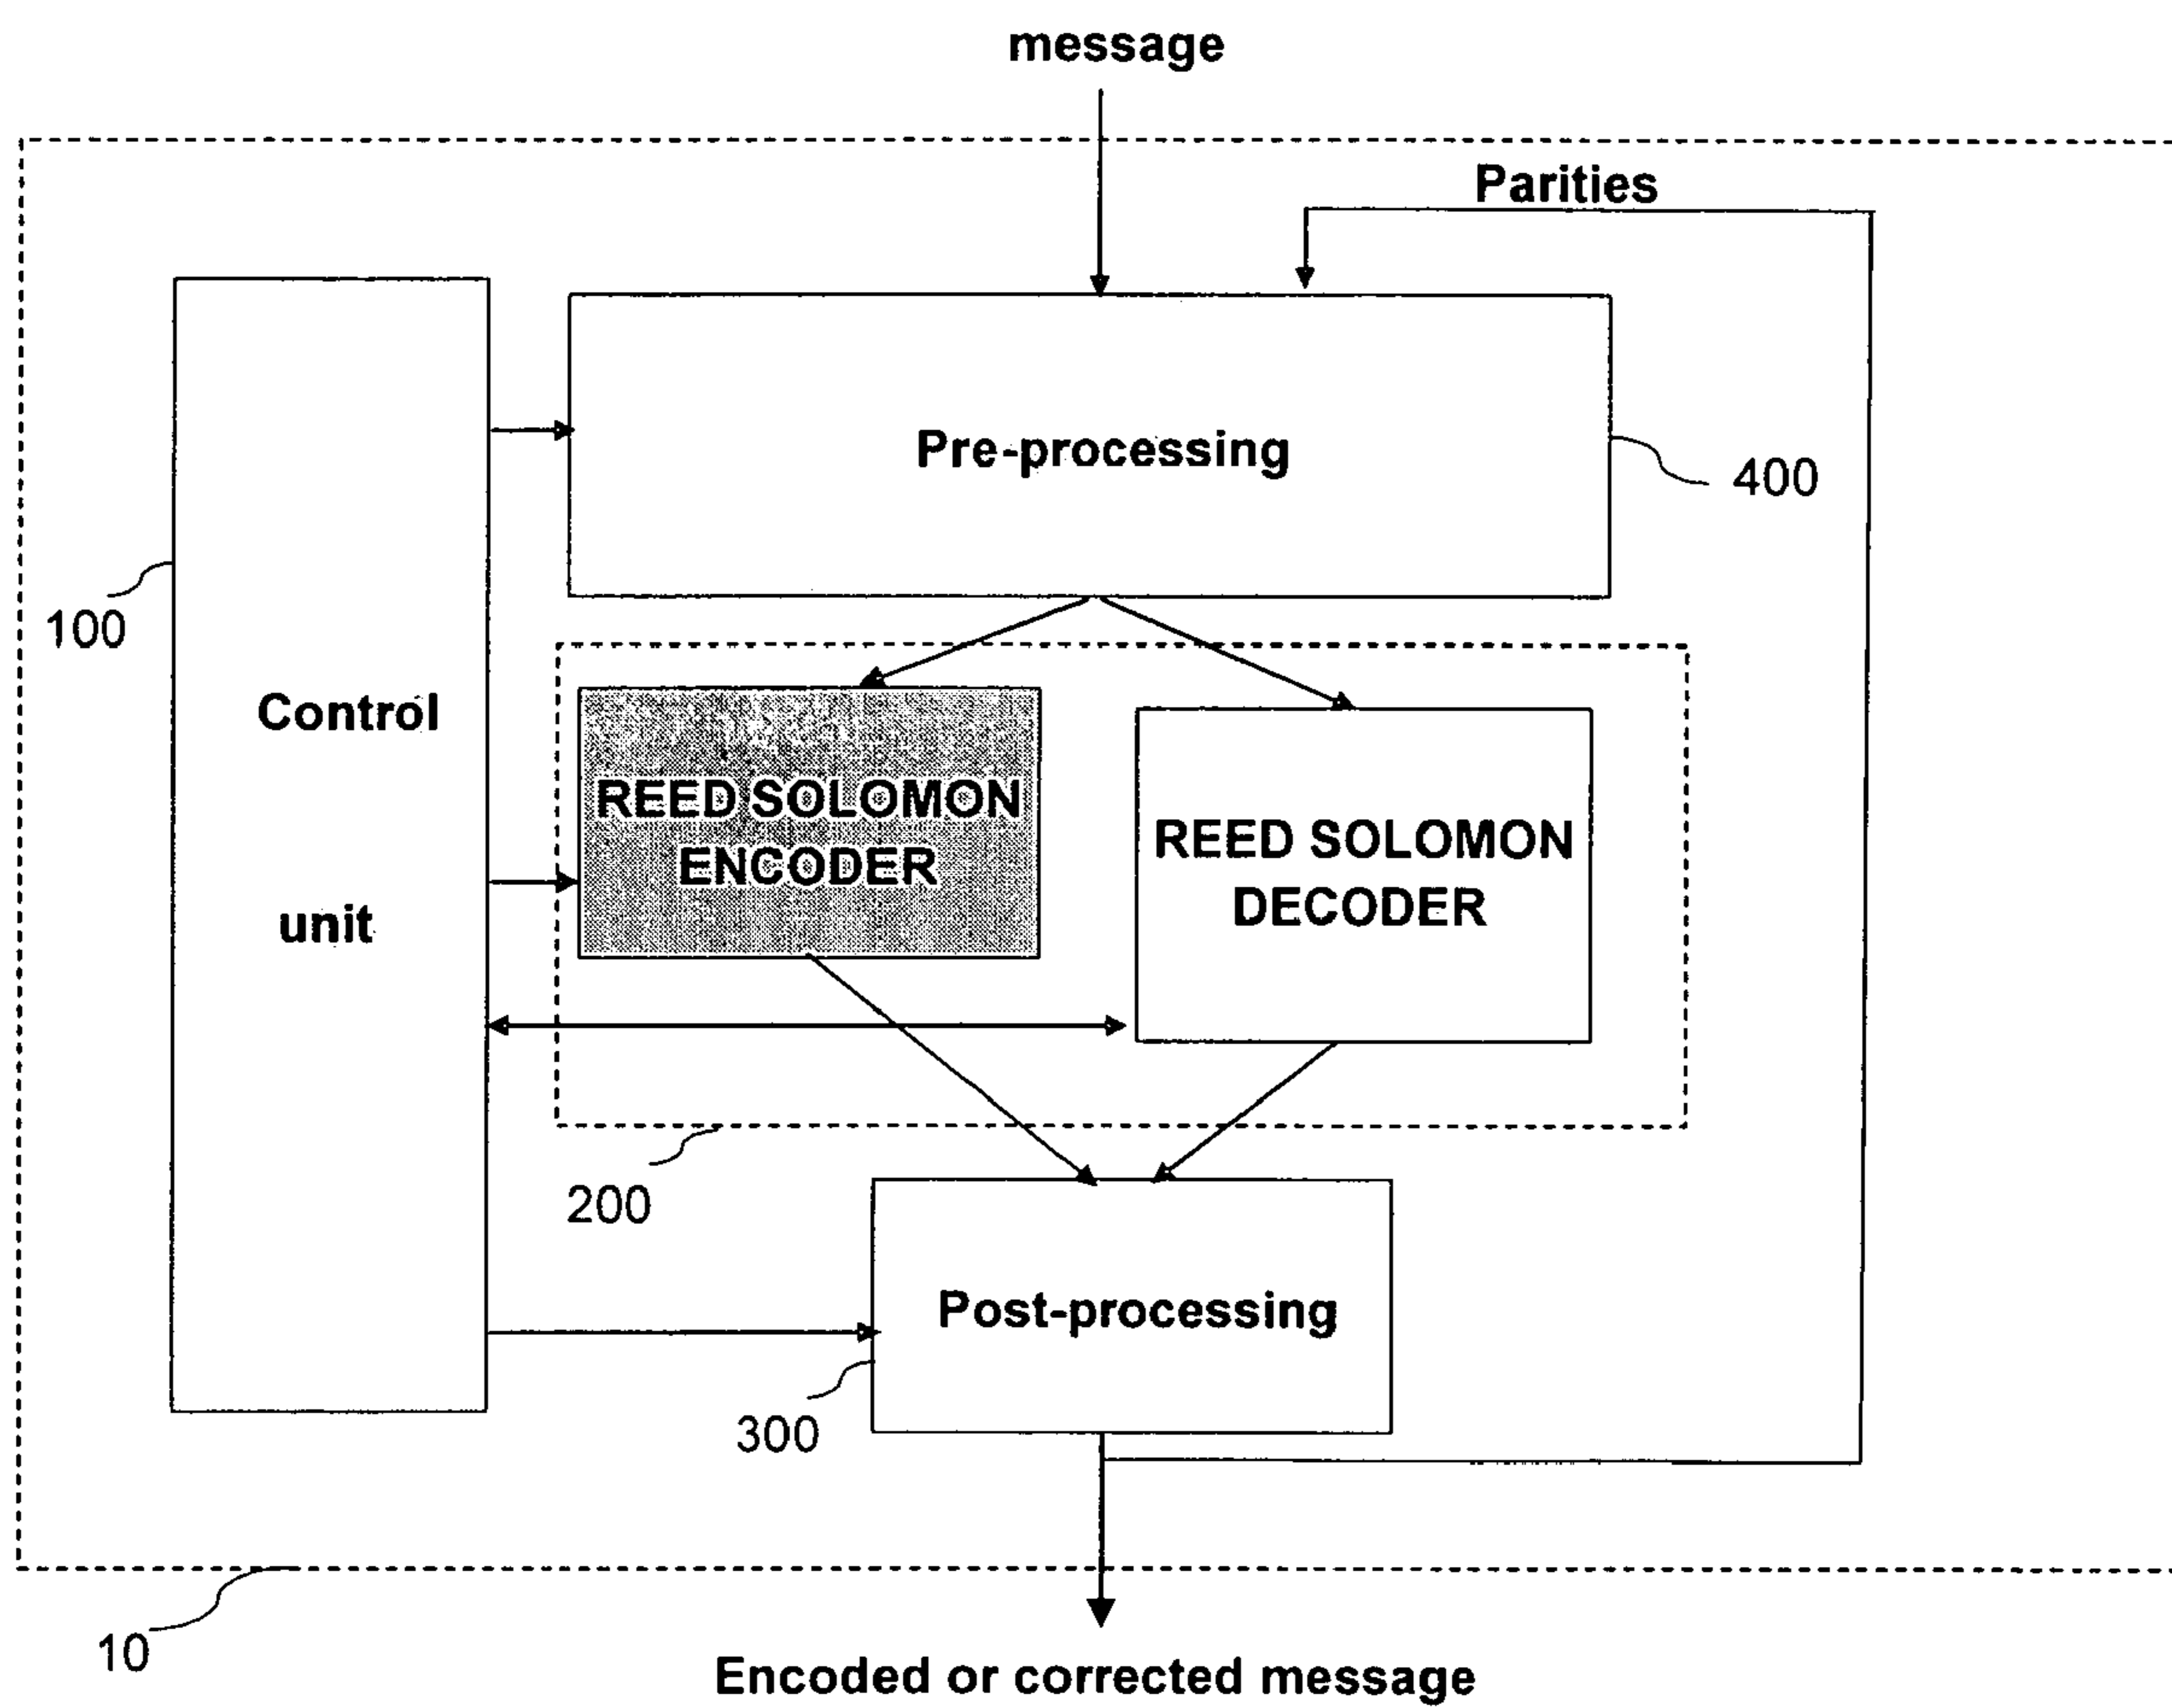 message
Parities
Pre-processing
400
100
Control
unit
REED SOLOMON
ENCODER
REED SOLOMON
DECODER
200
Post-processing
300
10
Encoded or corrected message